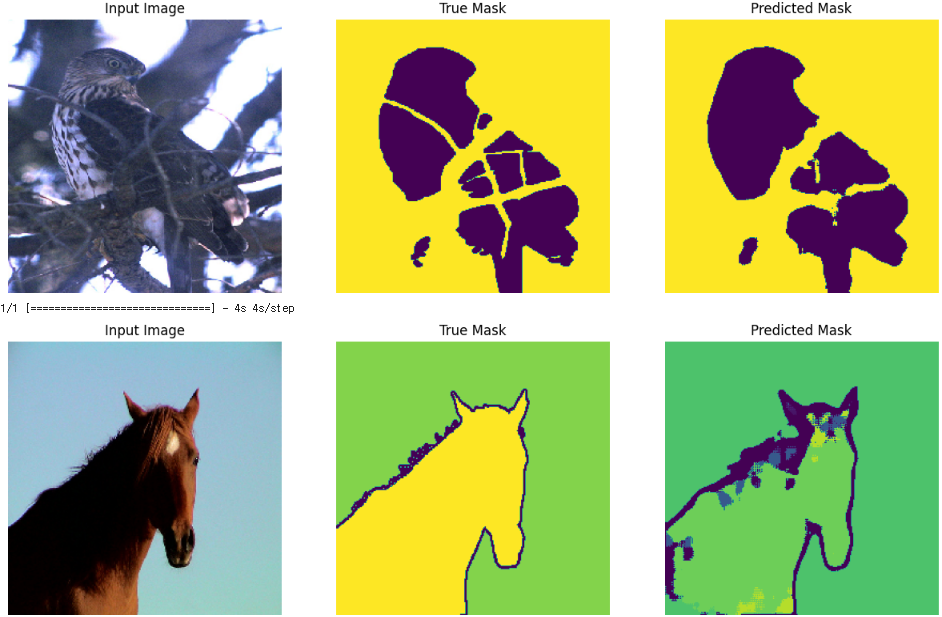 Input Image
True Mask
Predicted Mask
1/1 [==============================] - 4s 4s/step
Input Image
True Mask
Predicted Mask